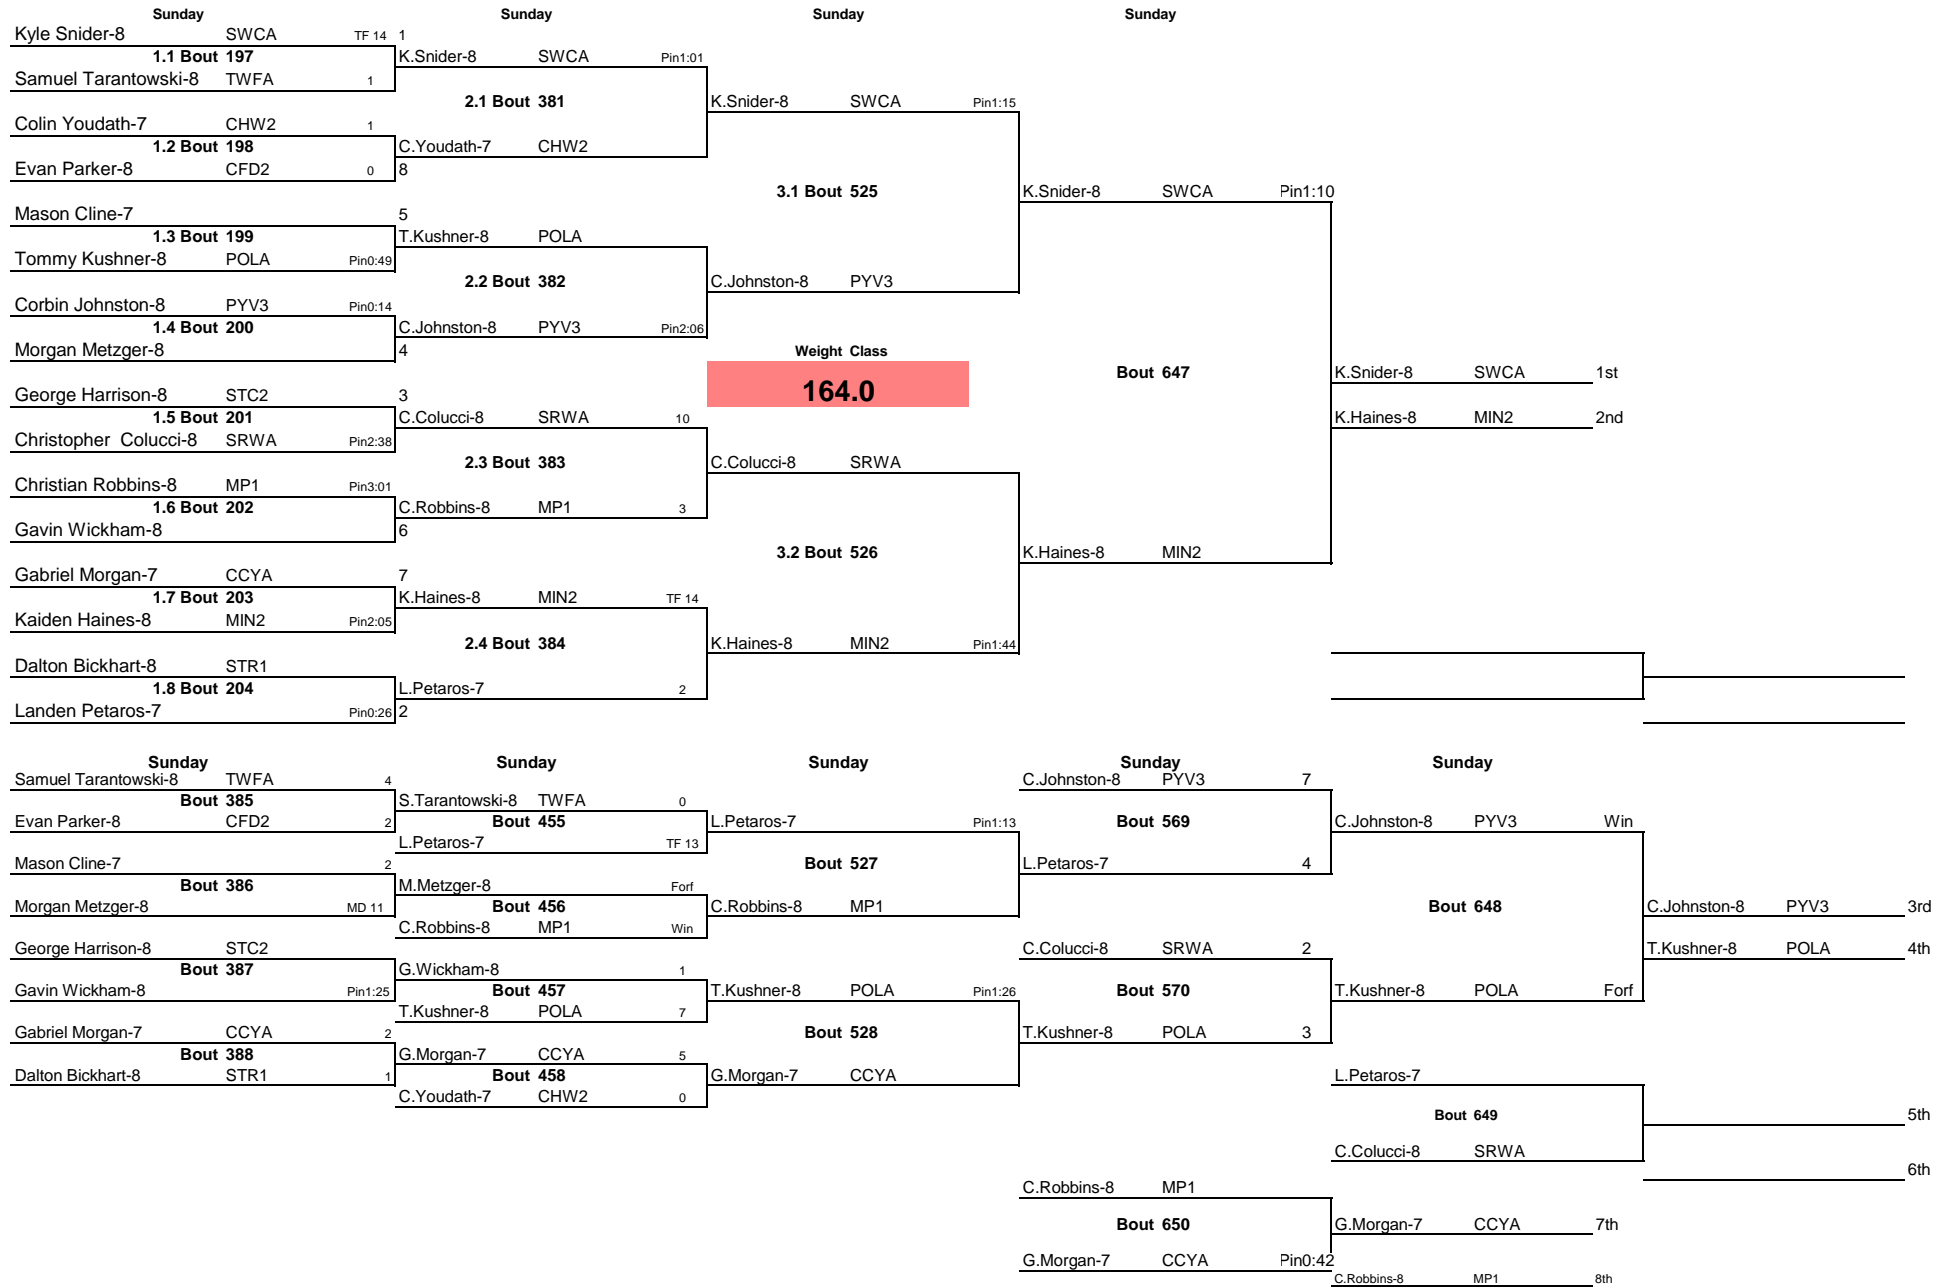 Sunday Sunday Sunday Sunday
Kyle Snider-8 SWCA TF 14 1
1.1 Bout 197 K.Snider-8 SWCA Pin1:01
Samuel Tarantowski-8 TWFA 1
2.1 Bout 381 K.Snider-8 SWCA Pin1:15
Colin Youdath-7 CHW2 1
1.2 Bout 198 C.Youdath-7 CHW2
Evan Parker-8 CFD2 0 8
3.1 Bout 525 K.Snider-8 SWCA Pin1:10
Mason Cline-7 5
1.3 Bout 199 T.Kushner-8 POLA
Tommy Kushner-8 POLA Pin0:49
2.2 Bout 382 C.Johnston-8 PYV3
Corbin Johnston-8 PYV3 Pin0:14
1.4 Bout 200 C.Johnston-8 PYV3 Pin2:06
Morgan Metzger-8 4 Weight Class
Bout 647 K.Snider-8 SWCA 1st
George Harrison-8 STC2 3 164.0
1.5 Bout 201 C.Colucci-8 SRWA 10 K.Haines-8 MIN2 2nd
Christopher Colucci-8 SRWA Pin2:38
2.3 Bout 383 C.Colucci-8 SRWA
Christian Robbins-8 MP1 Pin3:01
1.6 Bout 202 C.Robbins-8 MP1 3
Gavin Wickham-8 6
3.2 Bout 526 K.Haines-8 MIN2
Gabriel Morgan-7 CCYA 7
1.7 Bout 203 K.Haines-8 MIN2 TF 14
Kaiden Haines-8 MIN2 Pin2:05
2.4 Bout 384 K.Haines-8 MIN2 Pin1:44
Dalton Bickhart-8 STR1
1.8 Bout 204 L.Petaros-7 2
Landen Petaros-7 Pin0:26 2
Sunday Sunday Sunday Sunday Sunday
Samuel Tarantowski-8 TWFA 4 C.Johnston-8 PYV3 7
Bout 385 S.Tarantowski-8 TWFA 0
Evan Parker-8 CFD2 2 Bout 455 L.Petaros-7 Pin1:13 Bout 569 C.Johnston-8 PYV3 Win
L.Petaros-7 TF 13
Mason Cline-7 2 Bout 527 L.Petaros-7 4
Bout 386 M.Metzger-8 Forf
Morgan Metzger-8 MD 11 Bout 456 C.Robbins-8 MP1 Bout 648 C.Johnston-8 PYV3 3rd
C.Robbins-8 MP1 Win
George Harrison-8 STC2 C.Colucci-8 SRWA 2 T.Kushner-8 POLA 4th
Bout 387 G.Wickham-8 1
Gavin Wickham-8 Pin1:25 Bout 457 T.Kushner-8 POLA Pin1:26 Bout 570 T.Kushner-8 POLA Forf
T.Kushner-8 POLA 7
Gabriel Morgan-7 CCYA 2 Bout 528 T.Kushner-8 POLA 3
Bout 388 G.Morgan-7 CCYA 5
Dalton Bickhart-8 STR1 1 Bout 458 G.Morgan-7 CCYA L.Petaros-7
C.Youdath-7 CHW2 0
Bout 649 5th
C.Colucci-8 SRWA
6th
C.Robbins-8 MP1
Bout 650 G.Morgan-7 CCYA 7th
G.Morgan-7 CCYA Pin0:42
C.Robbins-8 MP1 8th